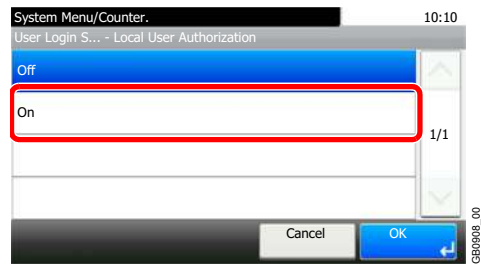 System Menu/Counter. 10:10
User Login S... - Local User Authorization
Off
On
1/1
Cancel OK
GB0908_00